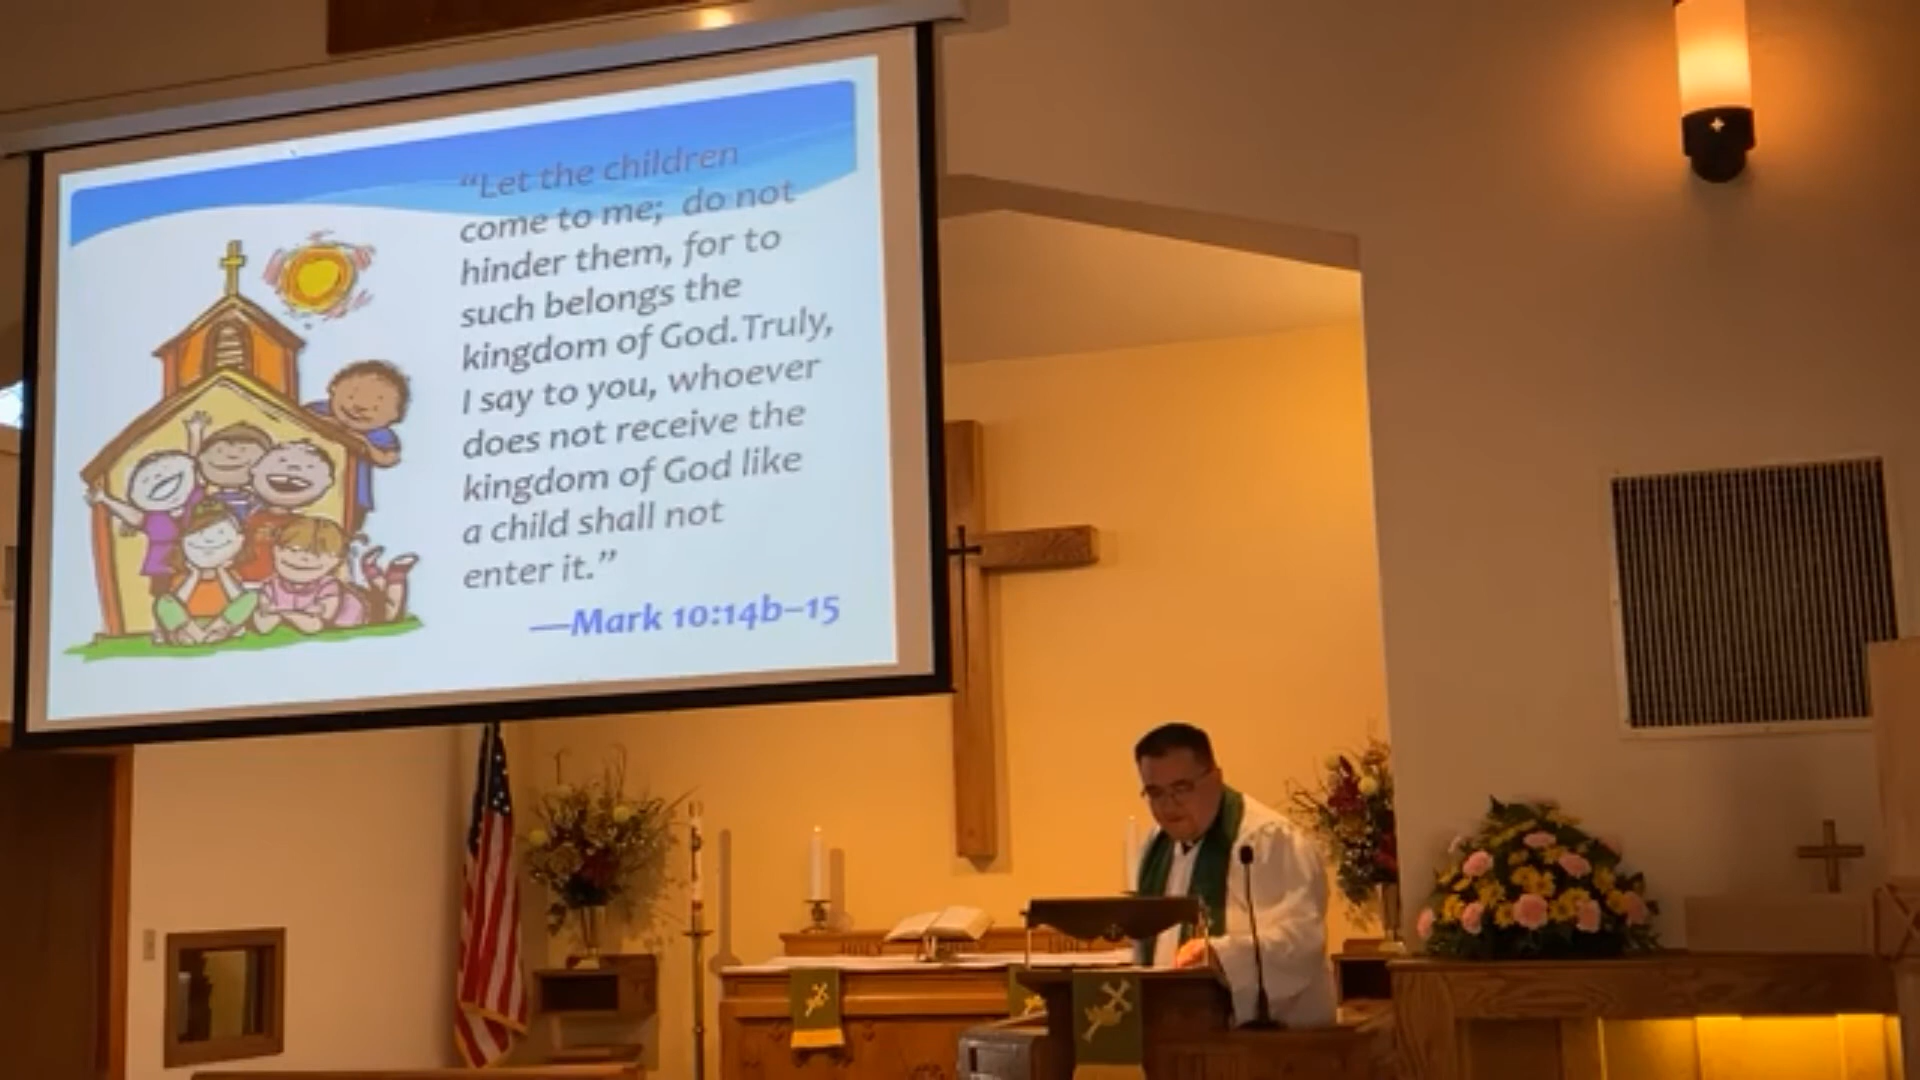 “Let the children
come to me; do not
hinder them, for to
such belongs the
kingdom of God. Truly,
I say to you, whoever
does not receive the
kingdom of God like
a child shall not
enter it.”
—Mark 10:14b–15
HOLY HOLY